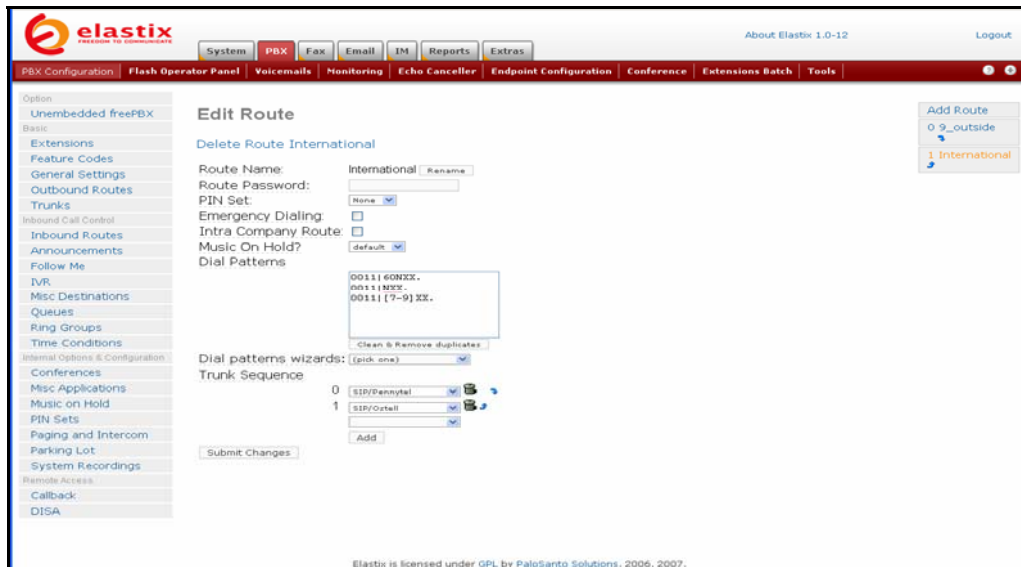 elastix
FREEDOM TO COMMUNICATE
About Elastix 1.0-12
Logout
System PBX Fax Email IM Reports Extras
PBX Configuration Flash Operator Panel Voicemails Monitoring Echo Canceller Endpoint Configuration Conference Extensions Batch Tools
Option
Unembedded freePBX
Basic
Extensions
Feature Codes
General Settings
Outbound Routes
Trunks
Inbound Call Control
Inbound Routes
Announcements
Follow Me
IVR
Misc Destinations
Queues
Ring Groups
Time Conditions
Internal Options & Configuration
Conferences
Misc Applications
Music on Hold
PIN Sets
Paging and Intercom
Parking Lot
System Recordings
Remote Access
Callback
DISA
Edit Route
Delete Route International
Route Name: International Rename
Route Password:
PIN Set: None
Emergency Dialing:
Intra Company Route:
Music On Hold? default
Dial Patterns
0011|60NXX.
0011|NXX.
0011|[7-9]XX.
Clean & Remove duplicates
Dial patterns wizards: (pick one)
Trunk Sequence
0 SIP/Pennytel
1 SIP/Oztell
Add
Submit Changes
Add Route
0 9_outside
1 International
Elastix is licensed under GPL by PaloSanto Solutions. 2006, 2007.